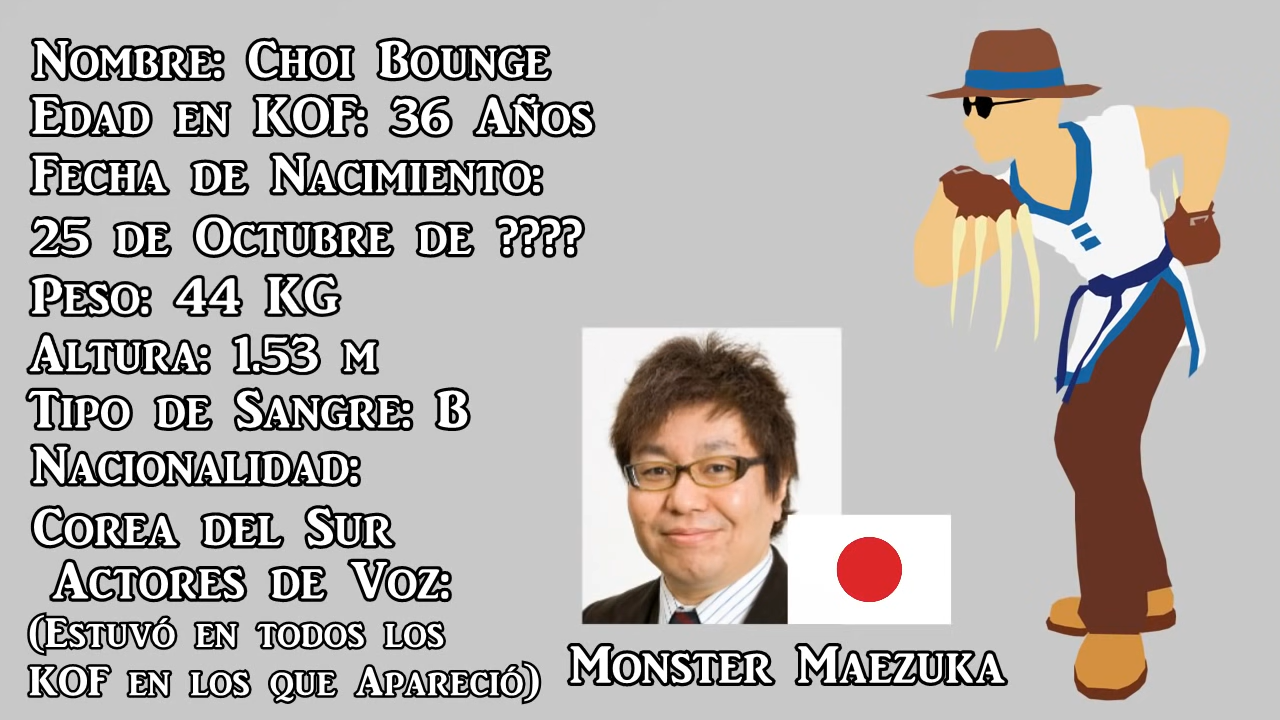 Nombre: Choi Bounge
Edad en KOF: 36 Años
Fecha de Nacimiento:
25 de Octubre de ????
Peso: 44 KG
Altura: 1.53 m
Tipo de Sangre: B
Nacionalidad:
Corea del Sur
Actores de Voz:
(Estuvó en todos los
KOF en los que Apareció)
Monster Maezuka